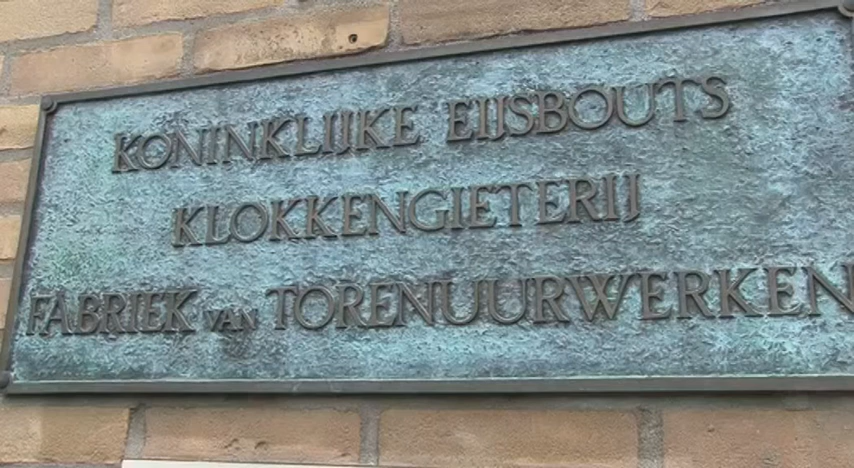 KONINKLIJKE EIJSBOUTS
KLOKKENGIETERIJ
FABRIEK VAN TORENUURWERKEN